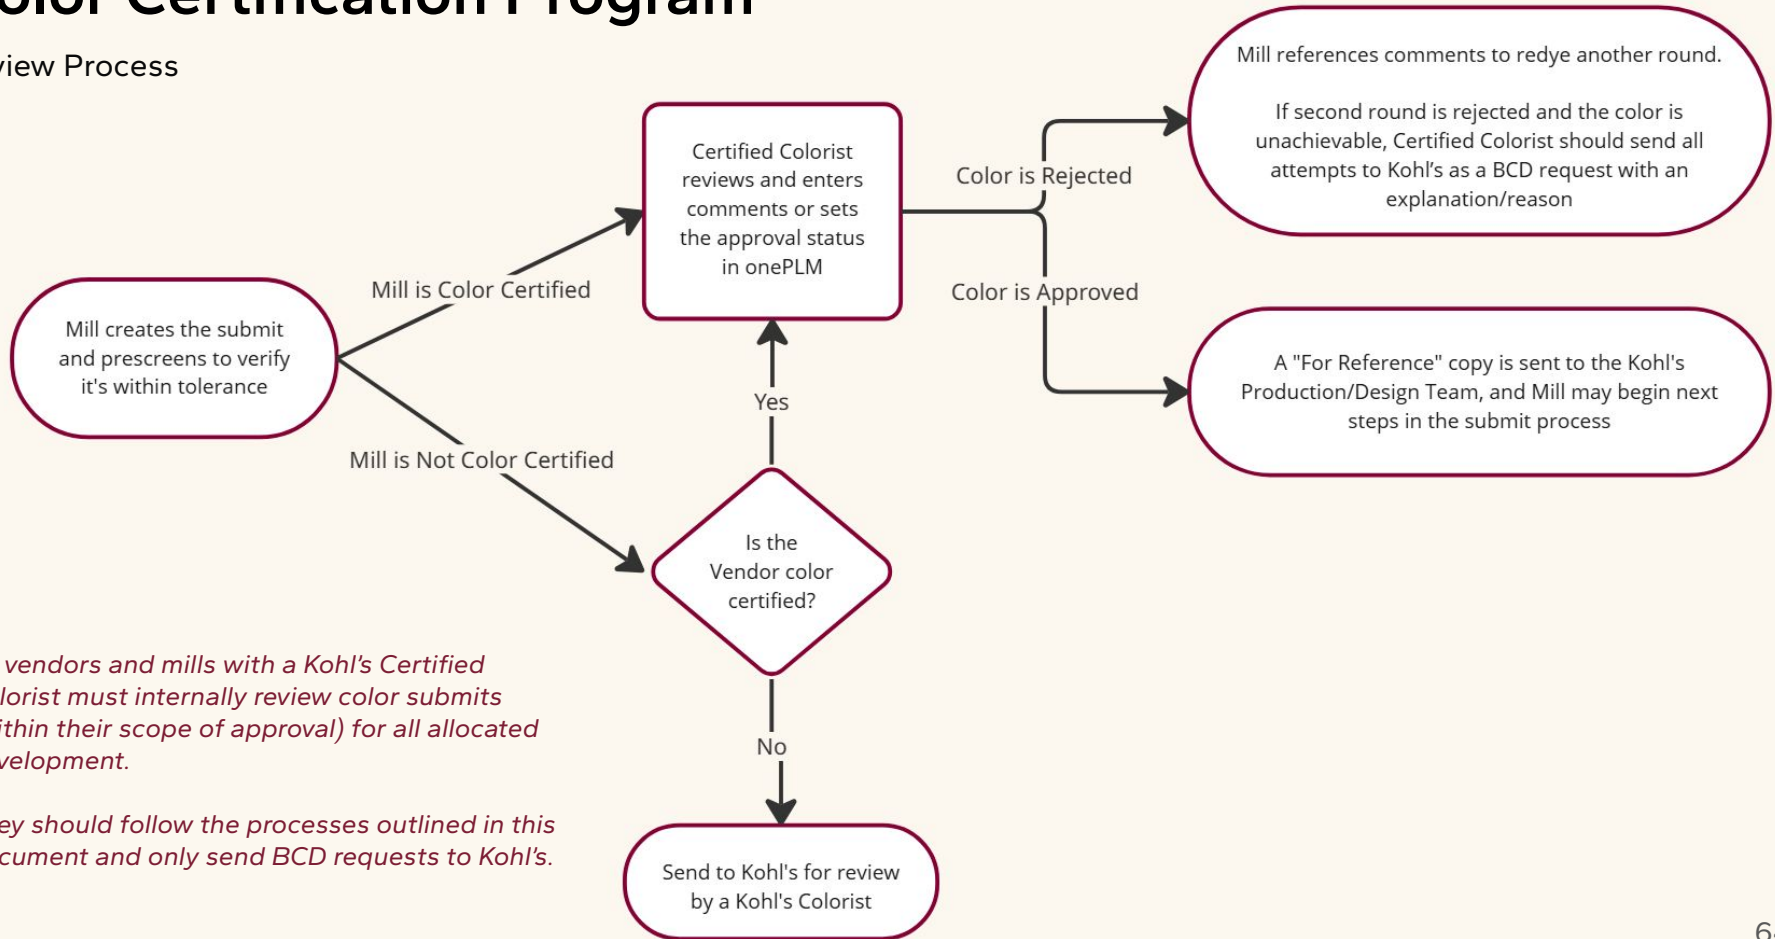 olor Certification Program
view Process
Mill references comments to redye another round.
If second round is rejected and the color is
unachievable, Certified Colorist should send all
attempts to Kohl’s as a BCD request with an
explanation/reason
Certified Colorist
reviews and enters
comments or sets
the approval status
in onePLM
Color is Rejected
Color is Approved
Mill is Color Certified
Mill creates the submit
and prescreens to verify
it's within tolerance
A "For Reference" copy is sent to the Kohl's
Production/Design Team, and Mill may begin next
steps in the submit process
Yes
Mill is Not Color Certified
Is the
Vendor color
certified?
vendors and mills with a Kohl’s Certified
lorist must internally review color submits
ithin their scope of approval) for all allocated
velopment.
No
ey should follow the processes outlined in this
cument and only send BCD requests to Kohl’s.
Send to Kohl's for review
by a Kohl's Colorist